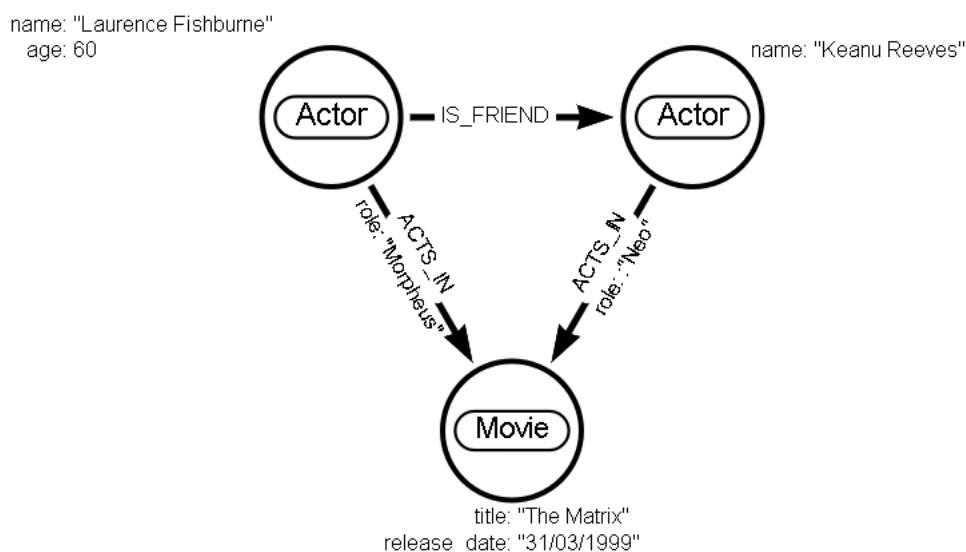 name: "Laurence Fishburne"
age: 60
name: "Keanu Reeves"
Actor
IS_FRIEND
Actor
ACTS_IN
role: "Morpheus"
ACTS_IN
role: :"Neo"
Movie
title: "The Matrix"
release_date: "31/03/1999"